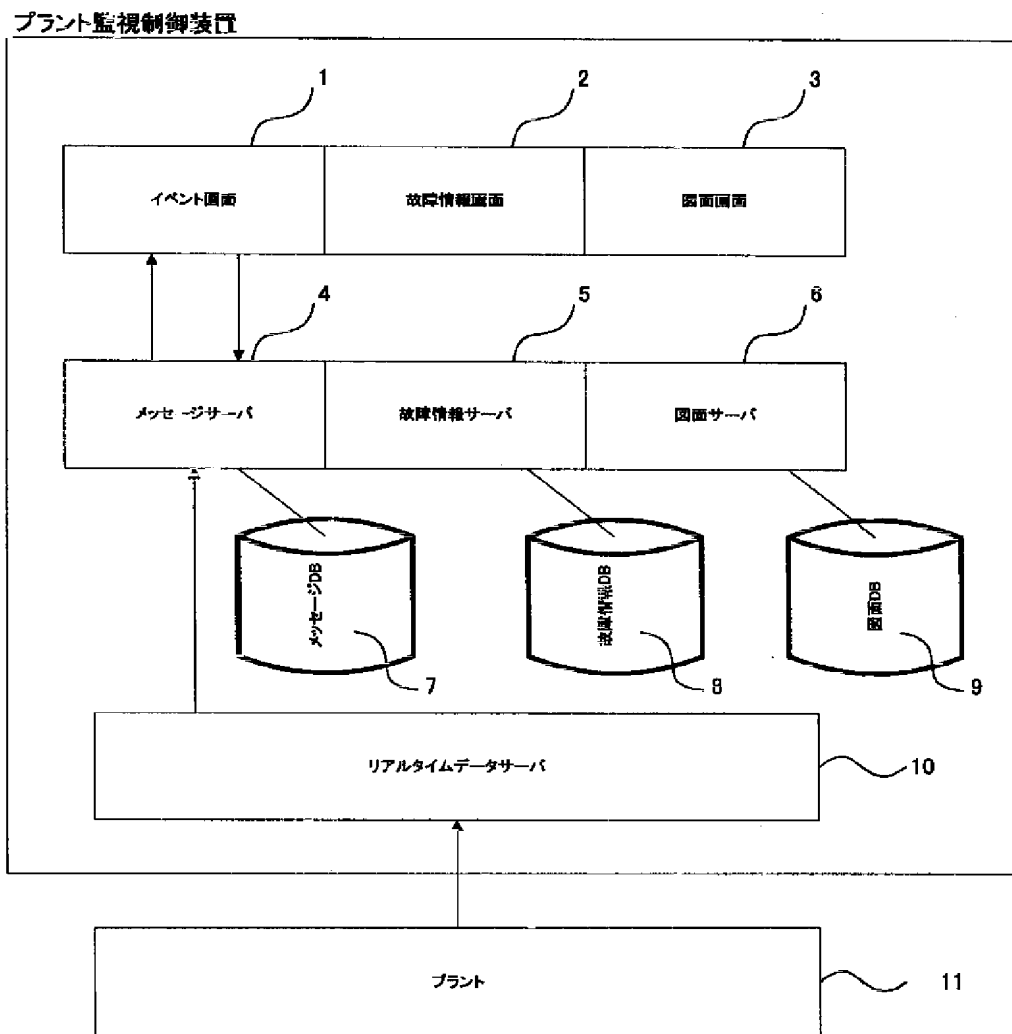 プラント監視制御装置
1
2
3
イベント画面
故障情報画面
図面画面
4
5
6
メッセージサーバ
故障情報サーバ
図面サーバ
メッセージDB
故障情報DB
図面DB
7
8
9
リアルタイムデータサーバ
10
プラント
11